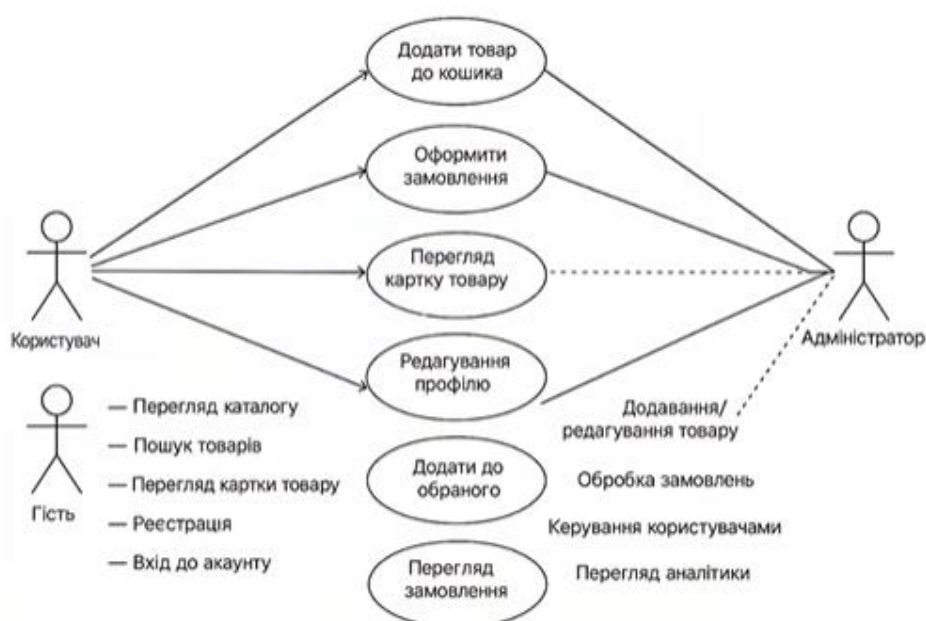 Додати товар
до кошика
Оформити
замовлення
Перегляд
картку товару
Користувач
Адміністратор
Редагування
профілю
— Перегляд каталогу
— Пошук товарів
— Перегляд картки товару
— Реєстрація
— Вхід до акаунту
Гість
Додавання/
редагування товару
Додати до
обраного
Обробка замовлень
Керування користувачами
Перегляд
замовлення
Перегляд аналітики